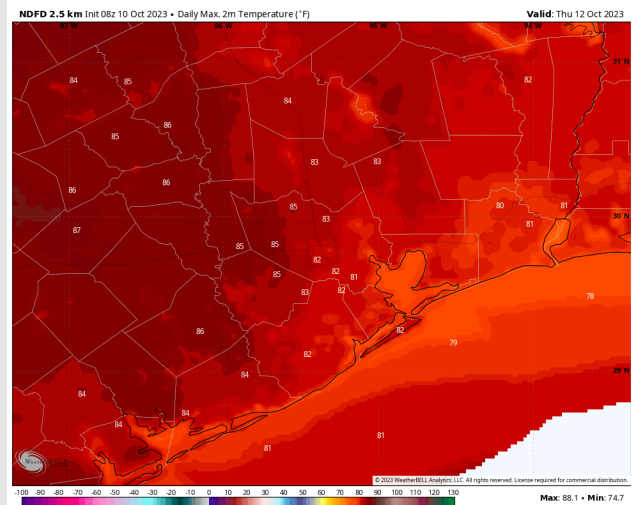 NDFD 2.5 km Init 08z 10 Oct 2023 • Daily Max. 2m Temperature (°F) Valid: Thu 12 Oct 2023
97°W 96°W 95°W 94°W
31°N
84 85 84 82
86
85
83 83
86 86
85 80 81
83 81
87
85 85
82
85 82 81
83 82 78
86 82
79
82
84
84
84
84
81
81
© 2023 WeatherBELL Analytics, LLC. All rights reserved. License required for commercial distribution.
30°N
29°N
-100 -90 -80 -70 -60 -50 -40 -30 -20 -10 0 10 20 30 40 50 60 70 80 90 100 110 120 130
Max: 88.1 • Min: 74.7